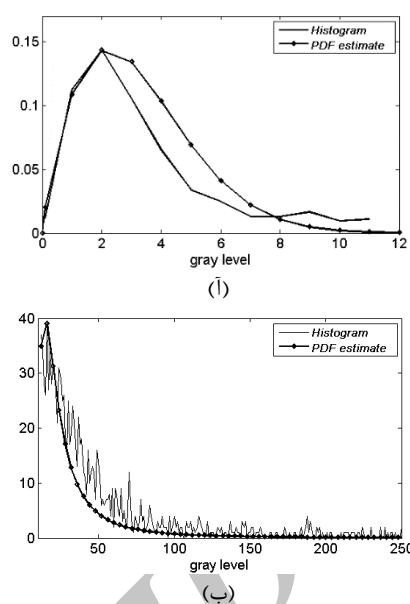 0.15
0.1
0.05
0
Histogram
PDF estimate
0 2 4 6 8 10 12
gray level
(آ)
40
30
20
10
0
Histogram
PDF estimate
50 100 150 200 250
gray level
(ب)